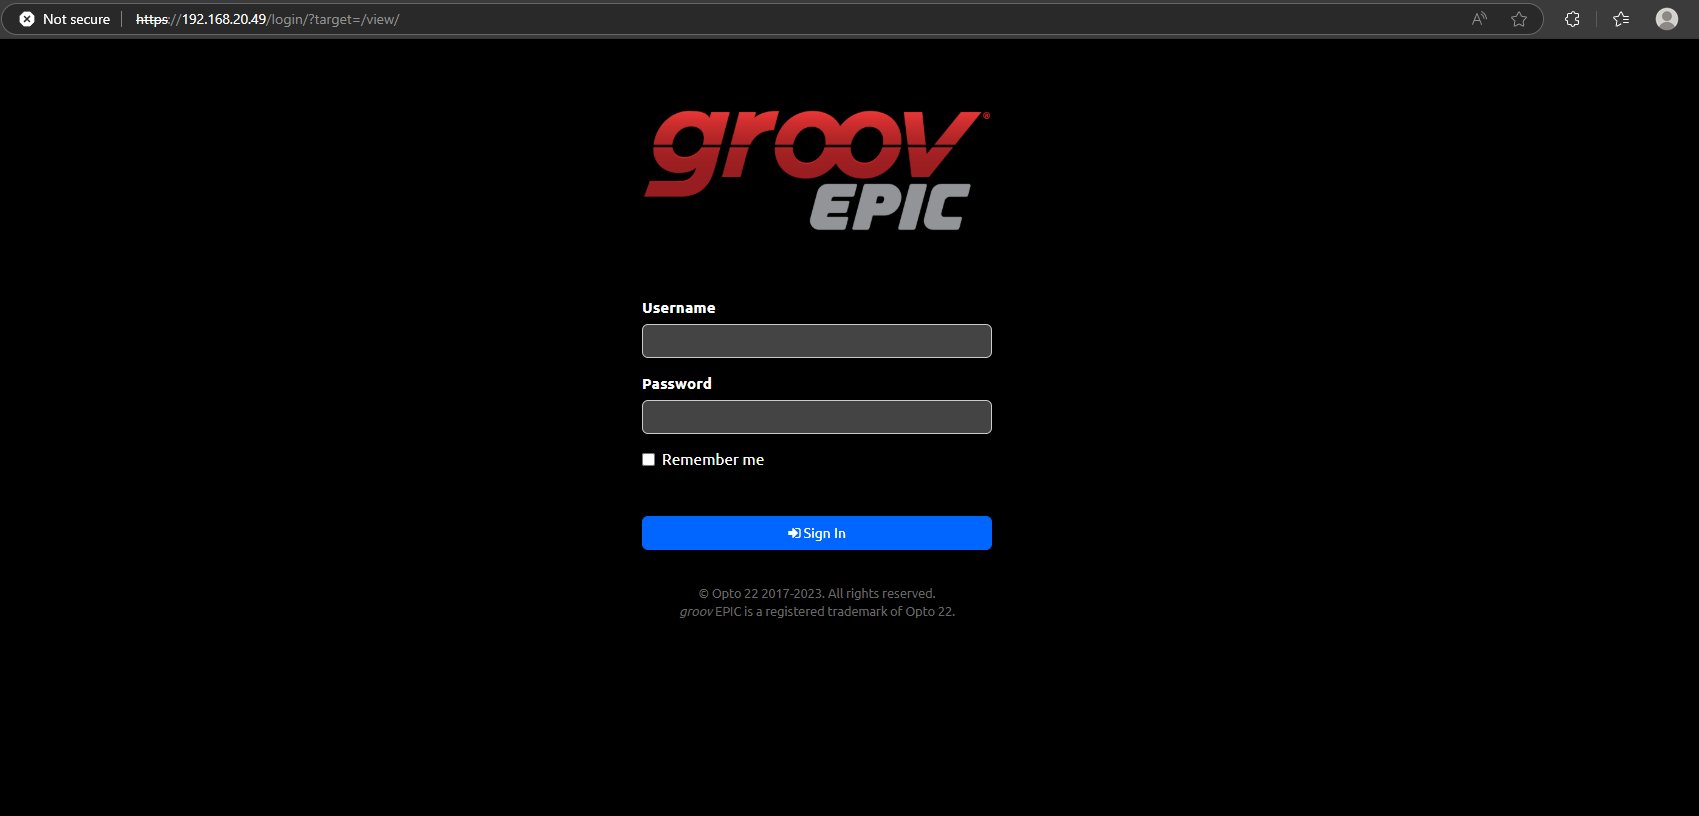 Not secure https://192.168.20.49/login/?target=/view/
groov®
EPIC
Username
Password
Remember me
Sign In
© Opto 22 2017-2023. All rights reserved.
groov EPIC is a registered trademark of Opto 22.